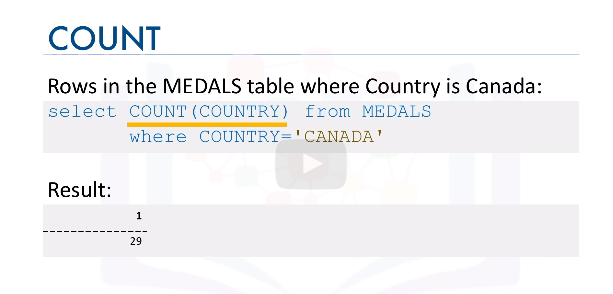 COUNT
Rows in the MEDALS table where Country is Canada:
select COUNT(COUNTRY) from MEDALS
where COUNTRY='CANADA'
Result:
1
---------------
29